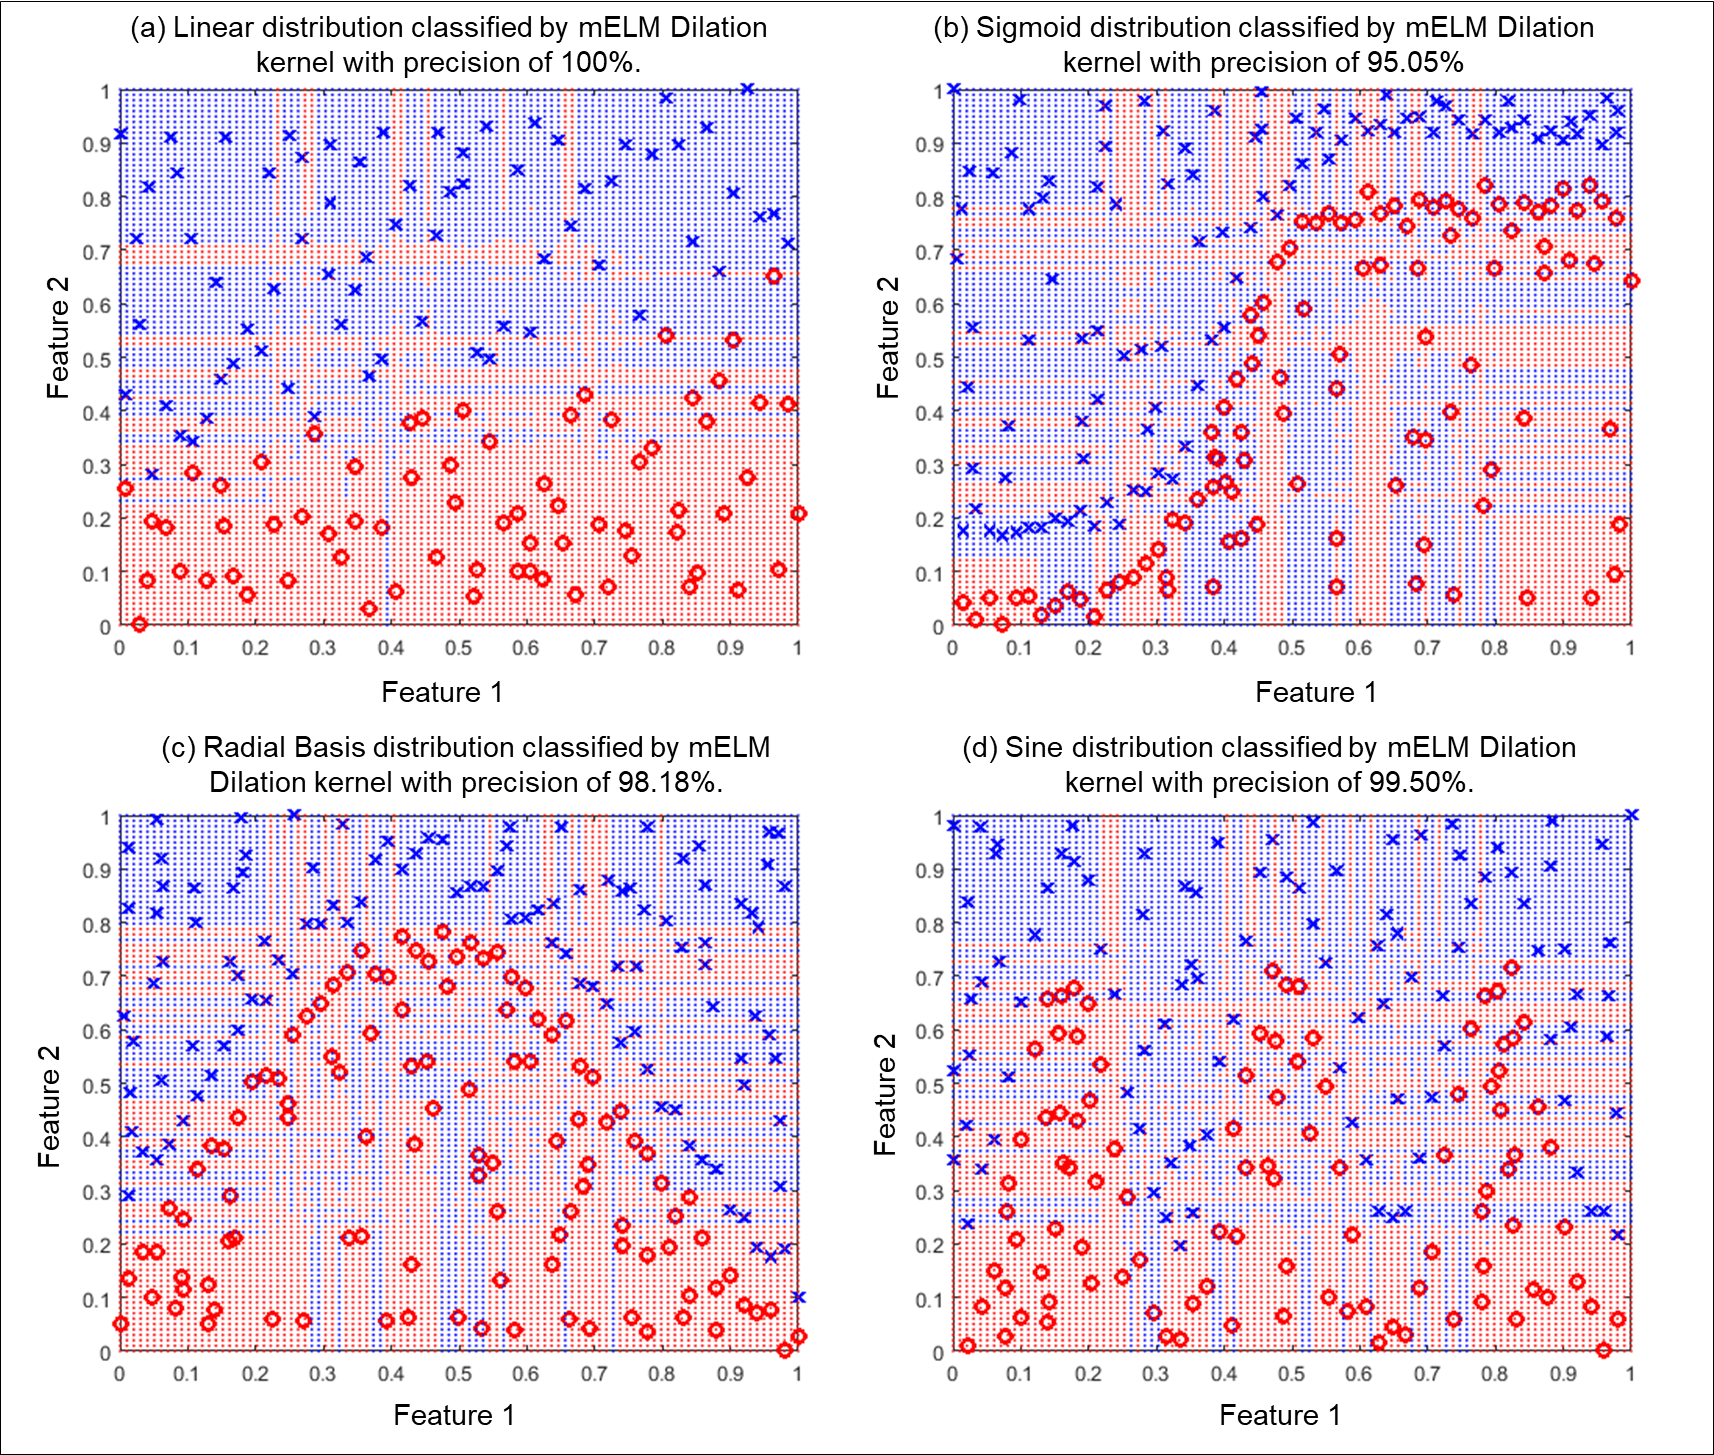 (a) Linear distribution classified by mELM Dilation
kernel with precision of 100%.
1
0.9
0.8
0.7
0.6
0.5
0.4
0.3
0.2
0.1
0
Feature 2
0 0.1 0.2 0.3 0.4 0.5 0.6 0.7 0.8 0.9 1
Feature 1
(b) Sigmoid distribution classified by mELM Dilation
kernel with precision of 95.05%
1
0.9
0.8
0.7
0.6
0.5
0.4
0.3
0.2
0.1
0
Feature 2
0 0.1 0.2 0.3 0.4 0.5 0.6 0.7 0.8 0.9 1
Feature 1
(c) Radial Basis distribution classified by mELM
Dilation kernel with precision of 98.18%.
1
0.9
0.8
0.7
0.6
0.5
0.4
0.3
0.2
0.1
0
Feature 2
0 0.1 0.2 0.3 0.4 0.5 0.6 0.7 0.8 0.9 1
Feature 1
(d) Sine distribution classified by mELM Dilation
kernel with precision of 99.50%.
1
0.9
0.8
0.7
0.6
0.5
0.4
0.3
0.2
0.1
0
Feature 2
0 0.1 0.2 0.3 0.4 0.5 0.6 0.7 0.8 0.9 1
Feature 1